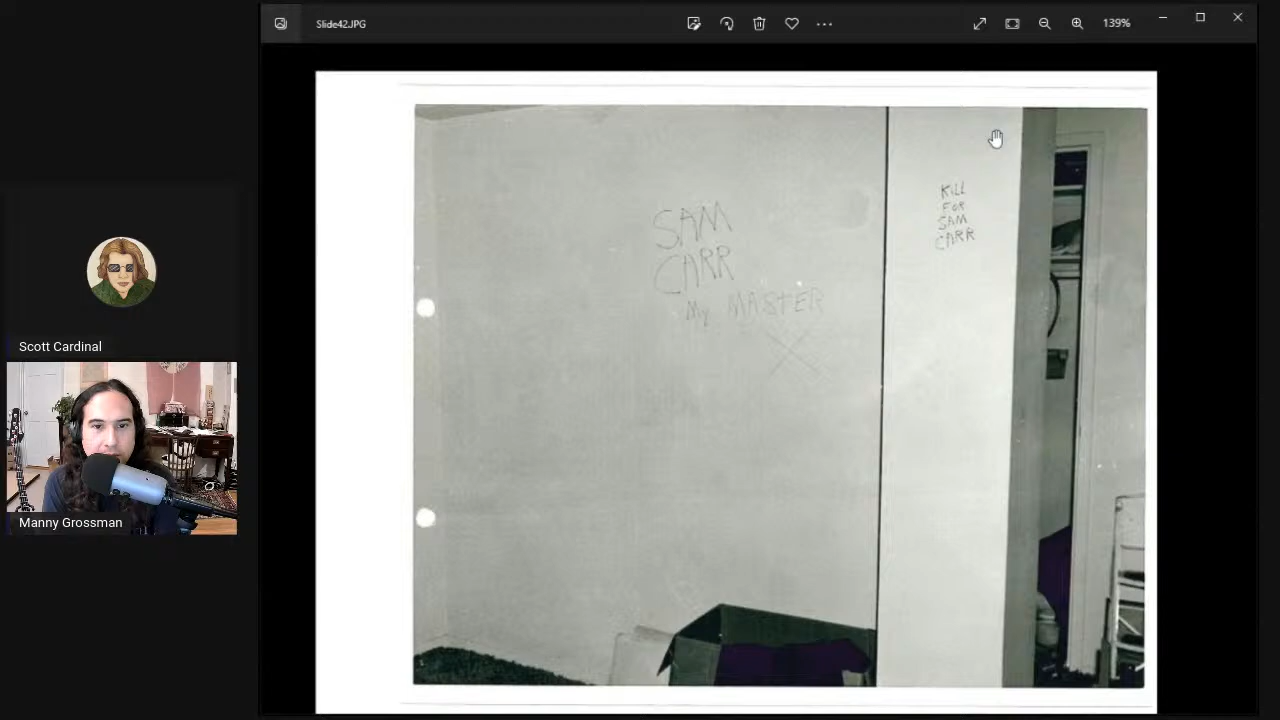 Slide42.JPG
139%
SAM
CARR
My MASTER
KILL
FOR
SAM
CARR
Scott Cardinal
Manny Grossman